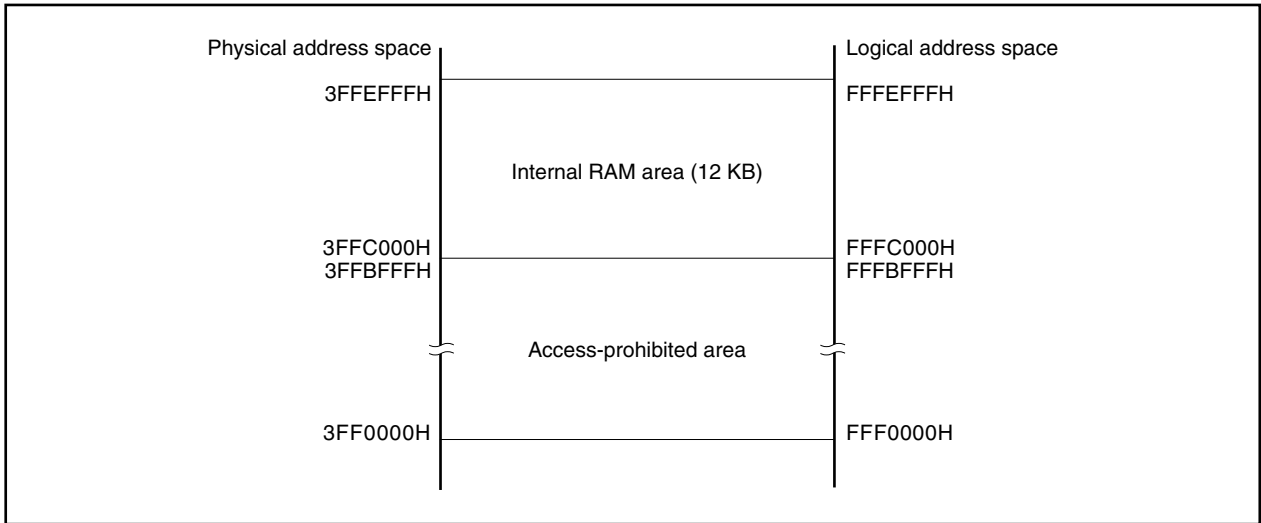 Physical address space Logical address space
3FFEFFFH FFFEFFFH
Internal RAM area (12 KB)
3FFC000H FFFC000H
3FFBFFFH FFFBFFFH
Access-prohibited area
3FF0000H FFF0000H